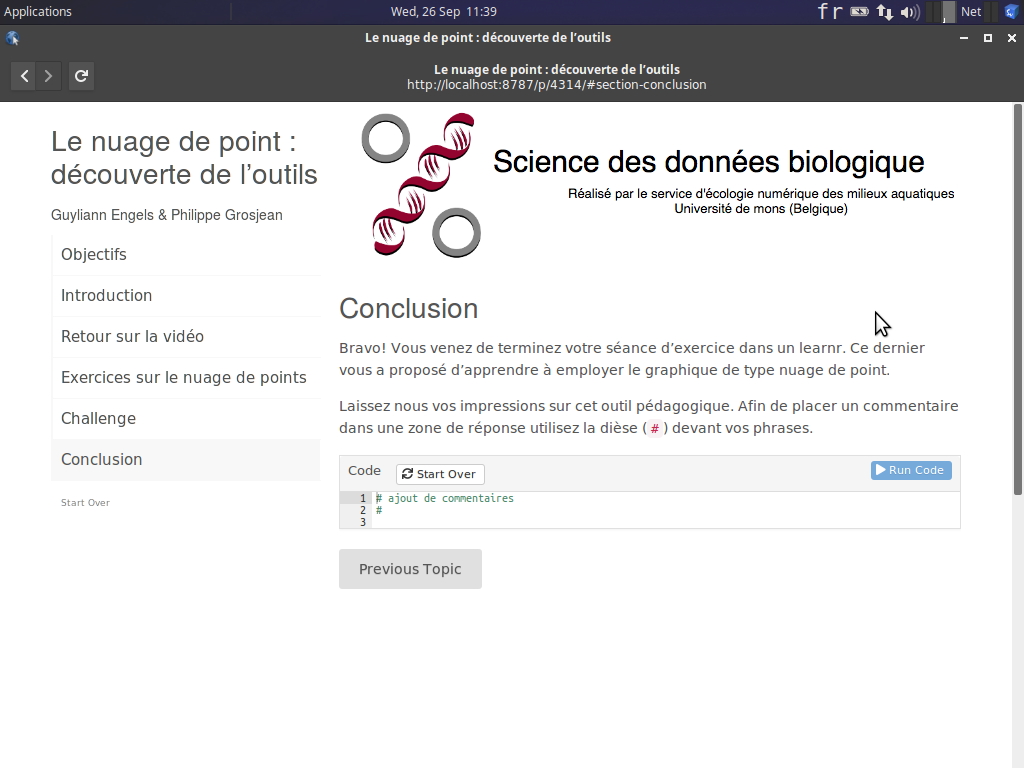 Applications
Wed, 26 Sep 11:39
fr
Net
Le nuage de point : découverte de l’outils
Le nuage de point : découverte de l’outils
http://localhost:8787/p/4314/#section-conclusion
Le nuage de point :
découverte de l’outils
Guyliann Engels & Philippe Grosjean
Objectifs
Introduction
Retour sur la vidéo
Exercices sur le nuage de points
Challenge
Conclusion
Start Over
Science des données biologique
Réalisé par le service d'écologie numérique des milieux aquatiques
Université de mons (Belgique)
Conclusion
Bravo! Vous venez de terminez votre séance d’exercice dans un learnr. Ce dernier
vous a proposé d’apprendre à employer le graphique de type nuage de point.
Laissez nous vos impressions sur cet outil pédagogique. Afin de placer un commentaire
dans une zone de réponse utilisez la dièse (#) devant vos phrases.
Code
Start Over
Run Code
1 # ajout de commentaires
2 #
3
Previous Topic